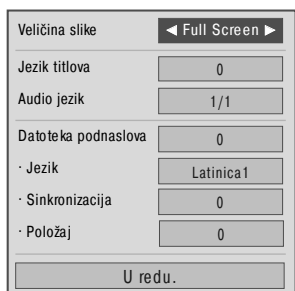 Veličina slike ◄ Full Screen ►
Jezik titlova 0
Audio jezik 1/1
Datoteka podnaslova 0
· Jezik Latinica1
· Sinkronizacija 0
· Položaj 0
U redu.